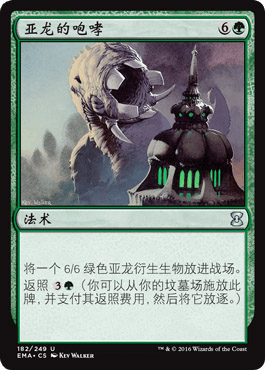 亚龙的咆哮 6
KEV WALKER
法术
将一个 6/6 绿色亚龙衍生生物放进战场。
返照 3（你可以从你的坟墓场施放此
牌，并支付其返照费用，然后将它放逐。）
182/249 U
EMA • CS KEV WALKER
™ & © 2016 Wizards of the Coast